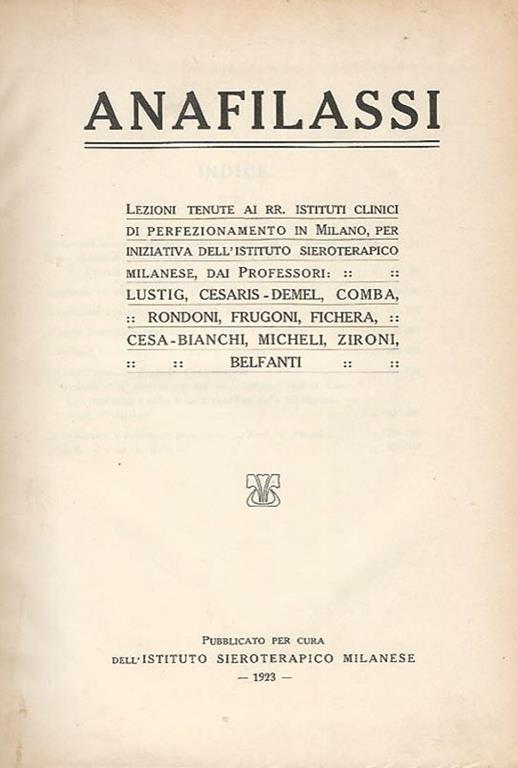 ANAFILASSI
INDICE
LEZIONI TENUTE AI RR. ISTITUTI CLINICI
DI PERFEZIONAMENTO IN MILANO, PER
INIZIATIVA DELL'ISTITUTO SIEROTERAPICO
MILANESE, DAI PROFESSORI: :: ::
LUSTIG, CESARIS-DEMEL, COMBA,
:: RONDONI, FRUGONI, FICHERA, ::
CESA-BIANCHI, MICHELI, ZIRONI,
:: :: BELFANTI :: ::
PUBBLICATO PER CURA
DELL'ISTITUTO SIEROTERAPICO MILANESE
— 1923 —